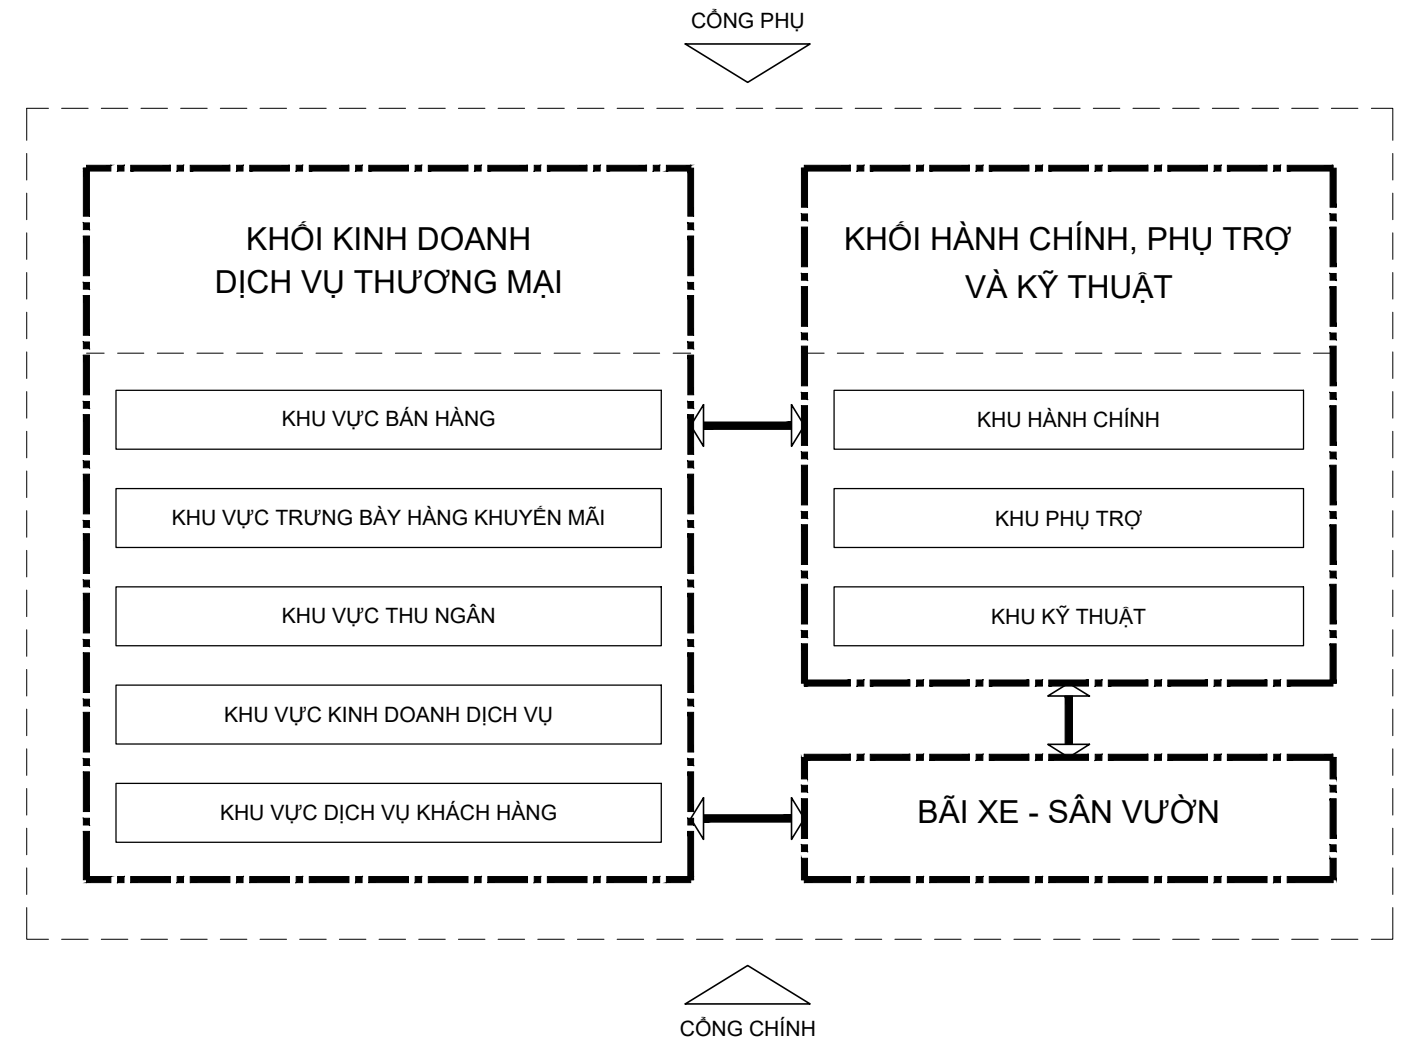 CỔNG PHỤ
KHỐI KINH DOANH
DỊCH VỤ THƯƠNG MẠI
KHU VỰC BÁN HÀNG
KHU VỰC TRƯNG BÀY HÀNG KHUYẾN MÃI
KHU VỰC THU NGÂN
KHU VỰC KINH DOANH DỊCH VỤ
KHU VỰC DỊCH VỤ KHÁCH HÀNG
KHỐI HÀNH CHÍNH, PHỤ TRỢ
VÀ KỸ THUẬT
KHU HÀNH CHÍNH
KHU PHỤ TRỢ
KHU KỸ THUẬT
BÃI XE - SÂN VƯỜN
CỔNG CHÍNH